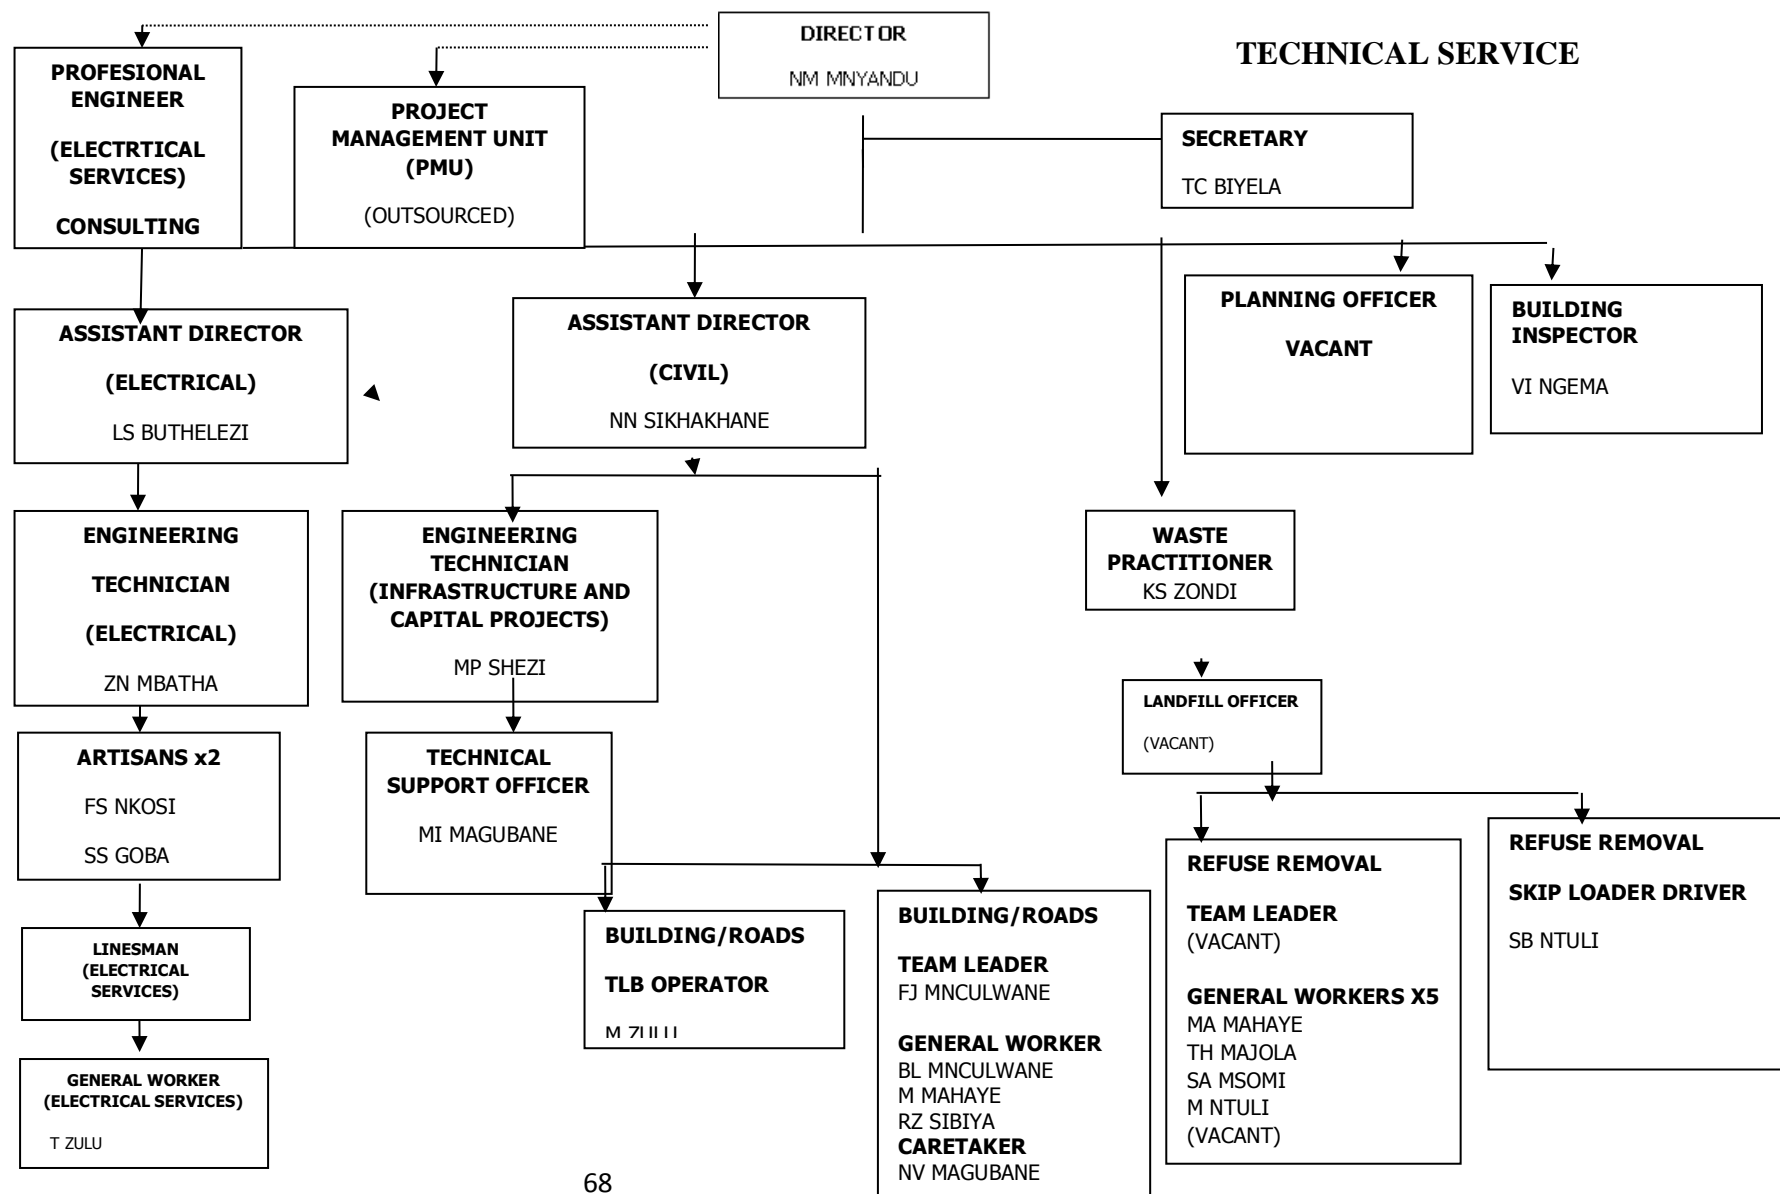 DIRECTOR
NM MNYANDU
TECHNICAL SERVICE
PROFESIONAL
ENGINEER
(ELECTRTICAL
SERVICES)
CONSULTING
PROJECT
MANAGEMENT UNIT
(PMU)
(OUTSOURCED)
SECRETARY
TC BIYELA
ASSISTANT DIRECTOR
(ELECTRICAL)
LS BUTHELEZI
ASSISTANT DIRECTOR
(CIVIL)
NN SIKHAKHANE
PLANNING OFFICER
VACANT
BUILDING
INSPECTOR
VI NGEMA
ENGINEERING
TECHNICIAN
(ELECTRICAL)
ZN MBATHA
ENGINEERING
TECHNICIAN
(INFRASTRUCTURE AND
CAPITAL PROJECTS)
MP SHEZI
WASTE
PRACTITIONER
KS ZONDI
LANDFILL OFFICER
(VACANT)
ARTISANS x2
FS NKOSI
SS GOBA
TECHNICAL
SUPPORT OFFICER
MI MAGUBANE
LINESMAN
(ELECTRICAL
SERVICES)
GENERAL WORKER
(ELECTRICAL SERVICES)
T ZULU
BUILDING/ROADS
TLB OPERATOR
M ZULU
BUILDING/ROADS
TEAM LEADER
FJ MNCULWANE
GENERAL WORKER
BL MNCULWANE
M MAHAYE
RZ SIBIYA
CARETAKER
NV MAGUBANE
REFUSE REMOVAL
TEAM LEADER
(VACANT)
GENERAL WORKERS X5
MA MAHAYE
TH MAJOLA
SA MSOMI
M NTULI
(VACANT)
REFUSE REMOVAL
SKIP LOADER DRIVER
SB NTULI
68